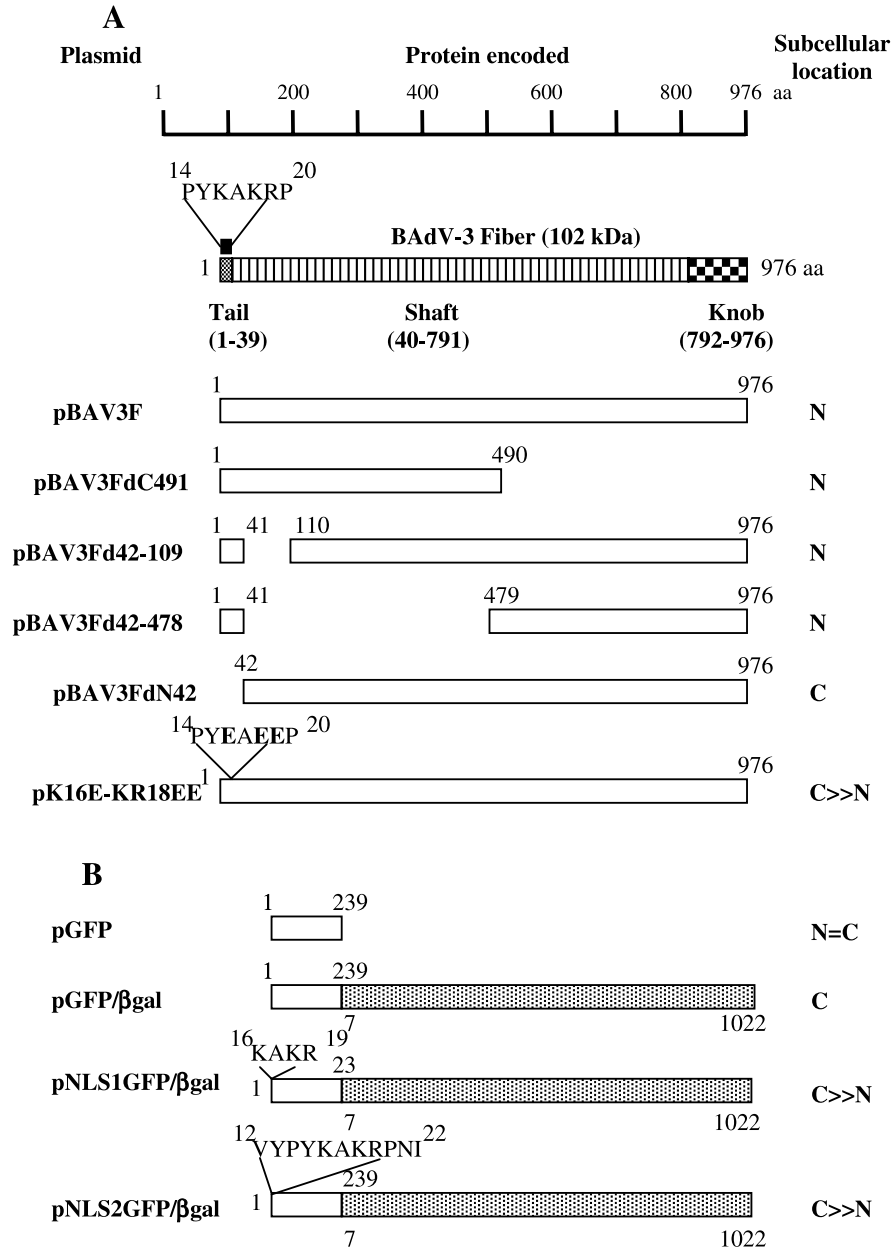 A
Plasmid Protein encoded Subcellular location
1 200 400 600 800 976 aa
14 PYKAKRP 20
BAdV-3 Fiber (102 kDa)
1 976 aa
Tail Shaft Knob
(1-39) (40-791) (792-976)
1 976
pBAV3F N
1 490
pBAV3FdC491 N
1 41 110 976
pBAV3Fd42-109 N
1 41 479 976
pBAV3Fd42-478 N
42 976
pBAV3FdN42 C
14 PYEAEEP 20
1 976
pK16E-KR18EE C>>N
B
1 239
pGFP N=C
1 239
pGFP/βgal C
7 1022
16 KAKR 19
23
pNLS1GFP/βgal 1 C>>N
7 1022
12 VYPYKAKRPNI 22
239
pNLS2GFP/βgal 1 C>>N
7 1022